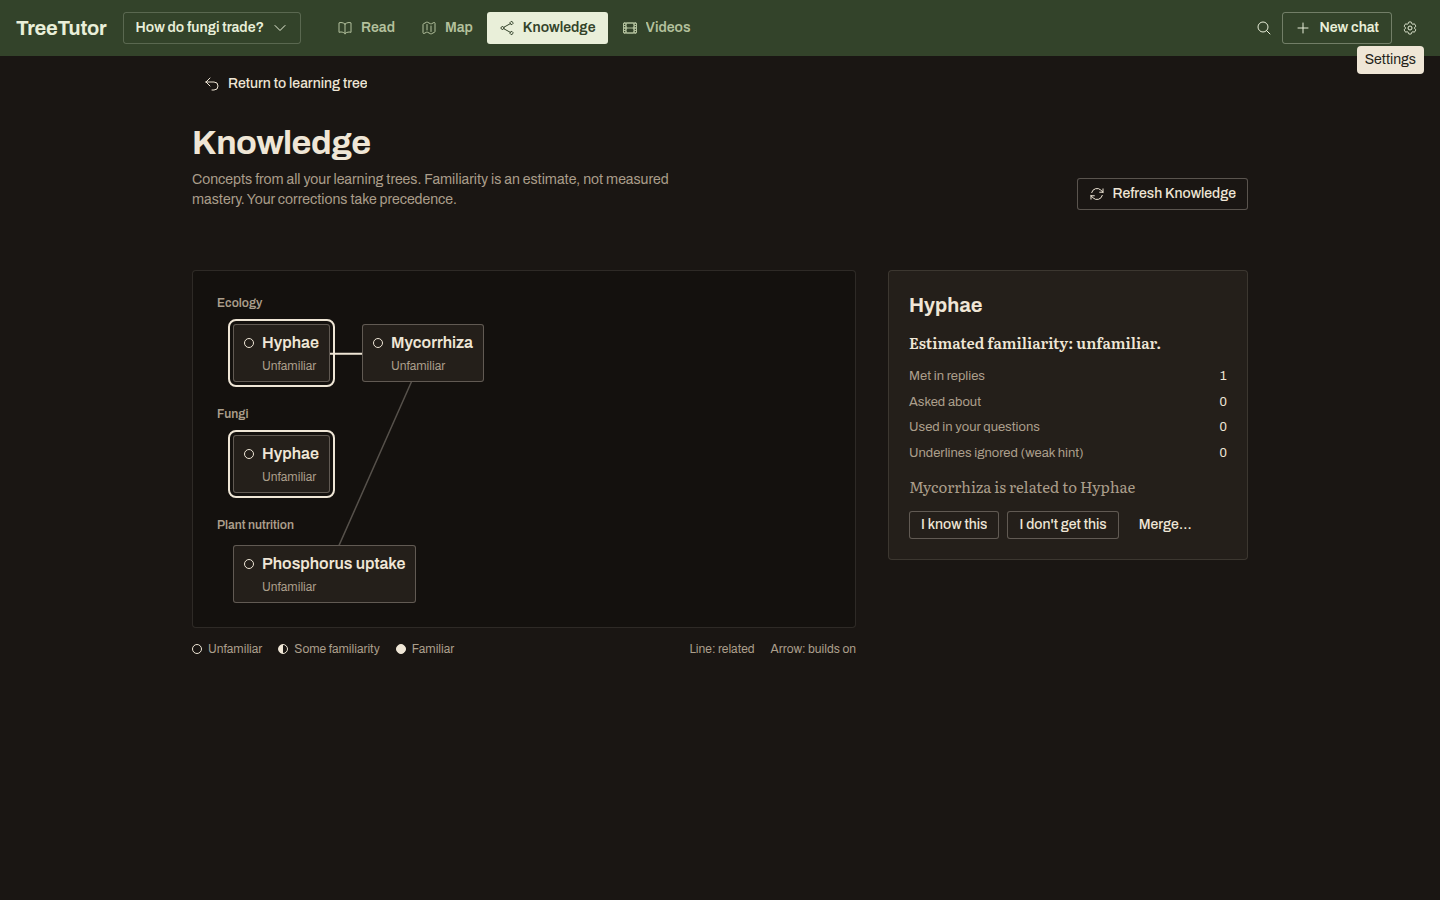 TreeTutor
How do fungi trade?
Read
Map
Knowledge
Videos
New chat
Settings
Return to learning tree
Knowledge
Concepts from all your learning trees. Familiarity is an estimate, not measured
mastery. Your corrections take precedence.
Refresh Knowledge
Ecology
Hyphae
Unfamiliar
Mycorrhiza
Unfamiliar
Fungi
Hyphae
Unfamiliar
Plant nutrition
Phosphorus uptake
Unfamiliar
Unfamiliar
Some familiarity
Familiar
Line: related
Arrow: builds on
Hyphae
Estimated familiarity: unfamiliar.
Met in replies 1
Asked about 0
Used in your questions 0
Underlines ignored (weak hint) 0
Mycorrhiza is related to Hyphae
I know this
I don't get this
Merge...